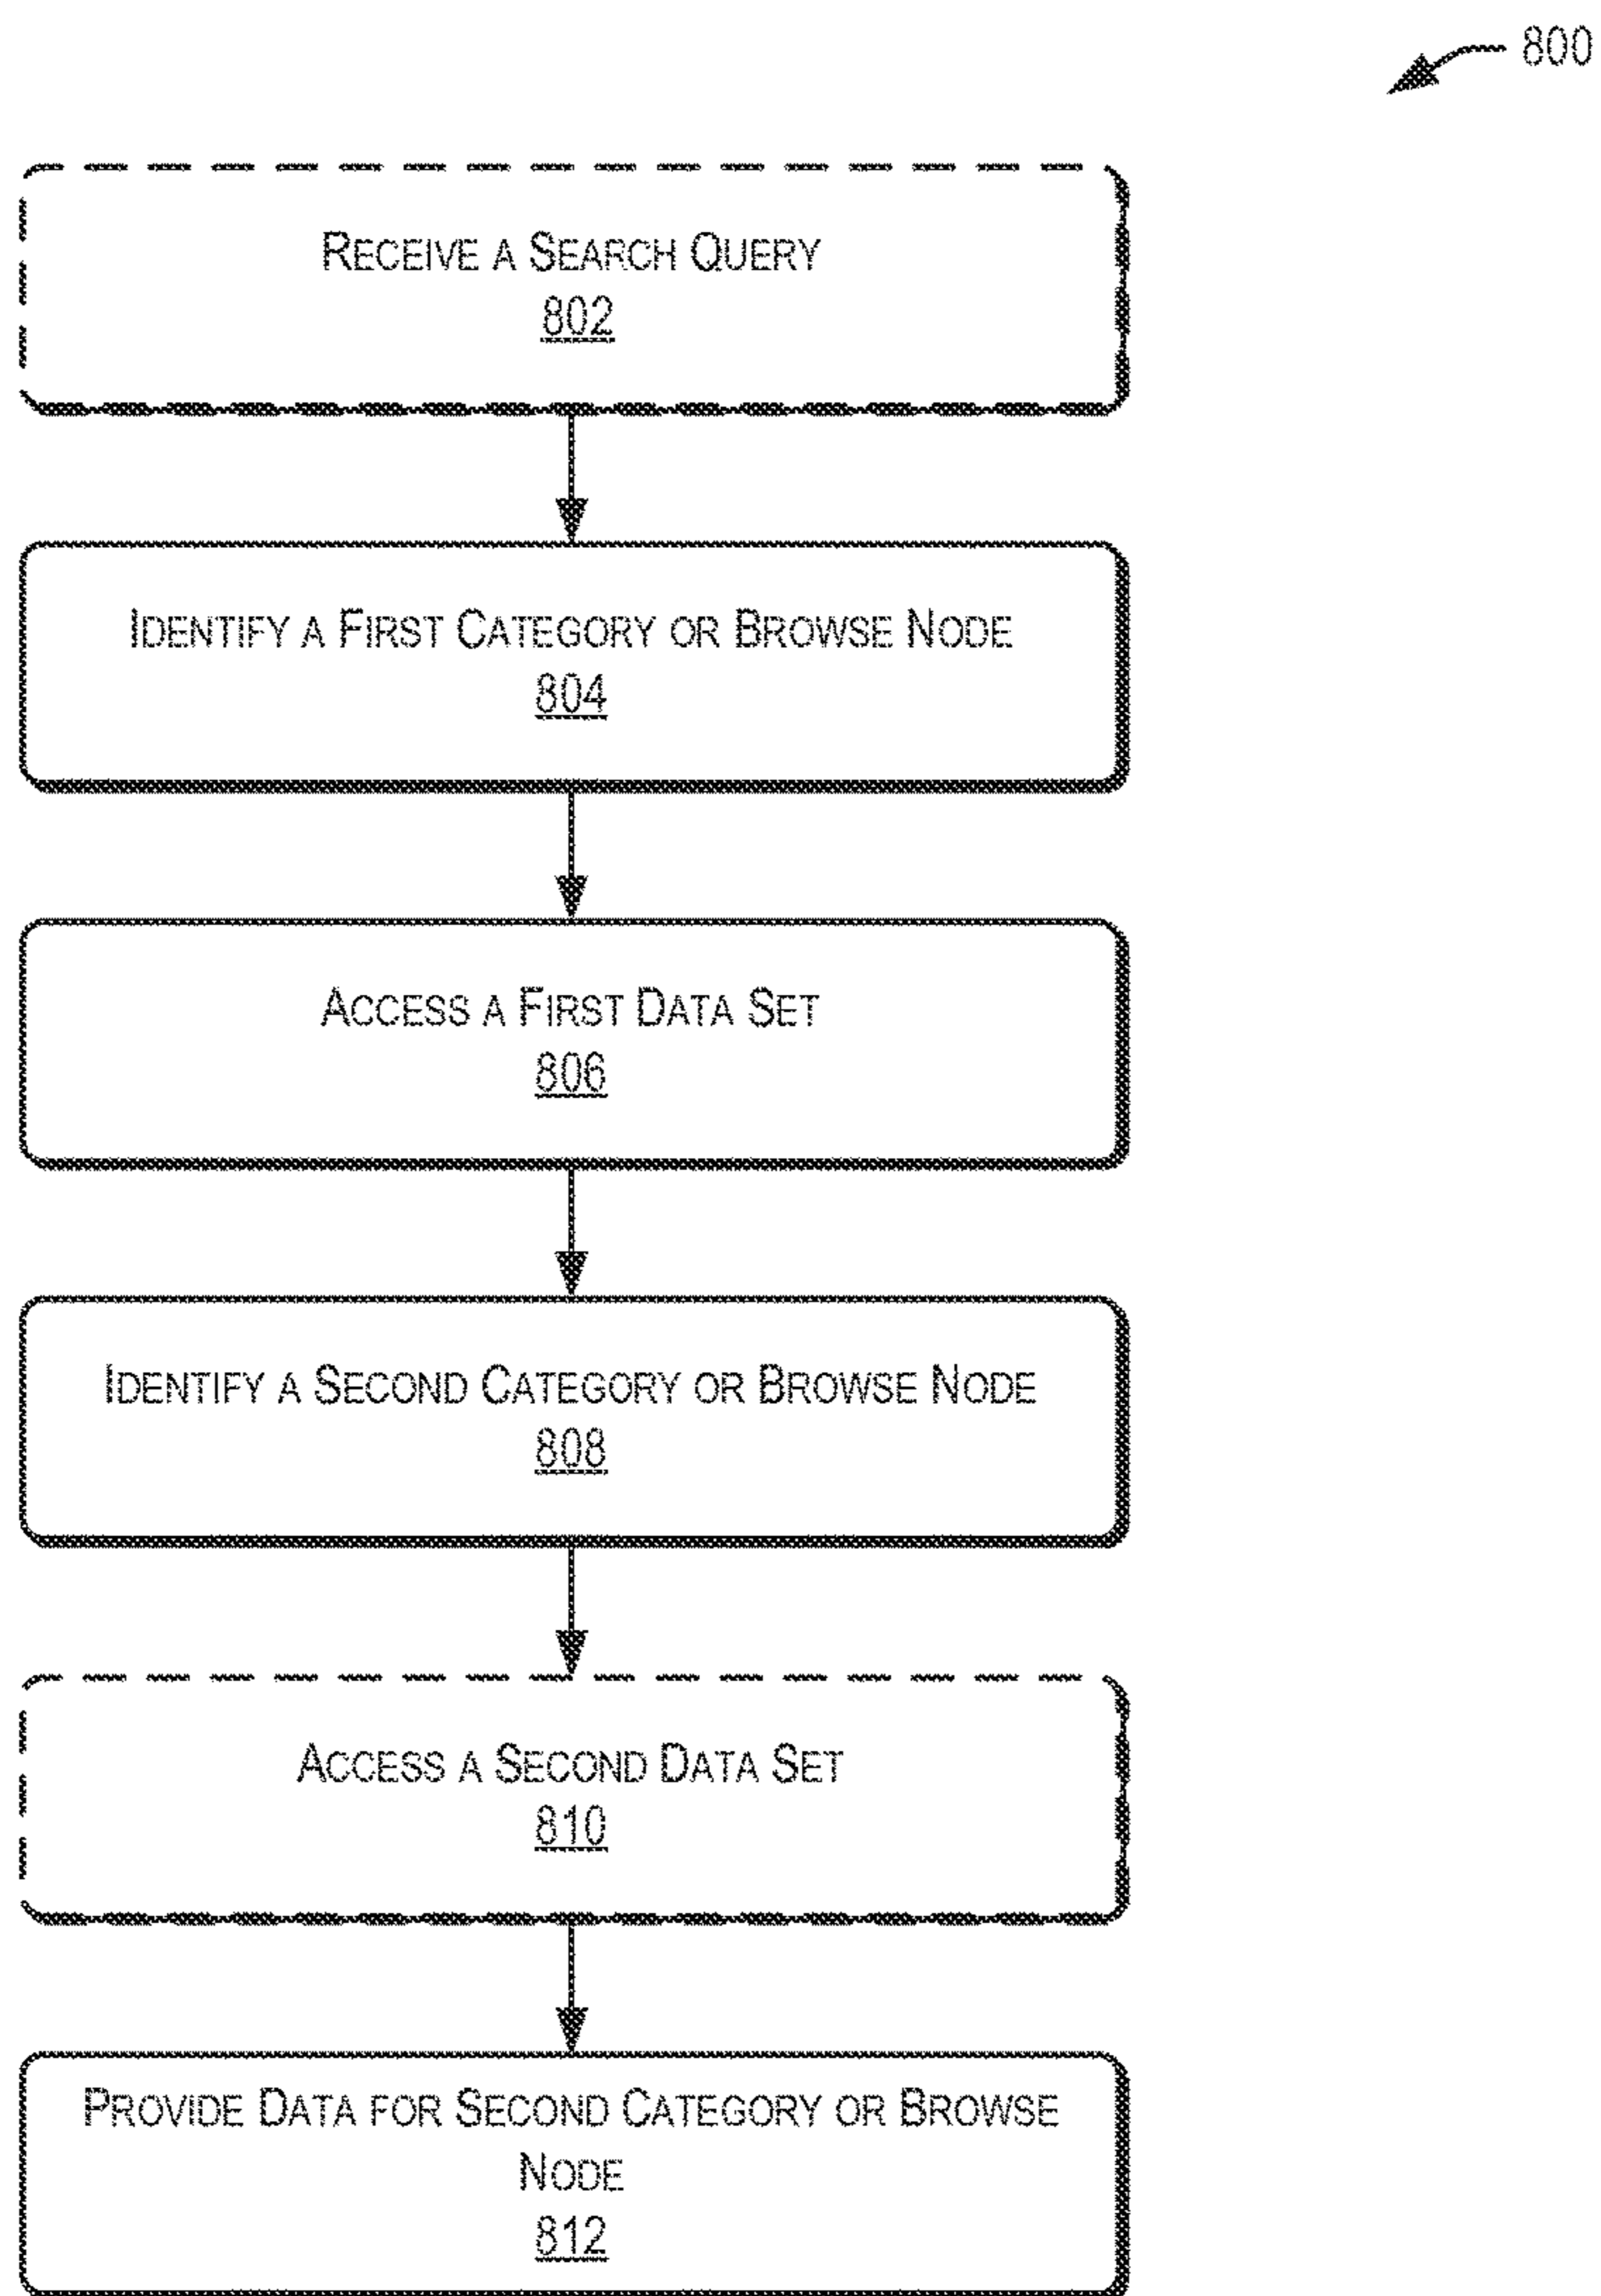 800
RECEIVE A SEARCH QUERY
802
IDENTIFY A FIRST CATEGORY OR BROWSE NODE
804
ACCESS A FIRST DATA SET
806
IDENTIFY A SECOND CATEGORY OR BROWSE NODE
808
ACCESS A SECOND DATA SET
810
PROVIDE DATA FOR SECOND CATEGORY OR BROWSE
NODE
812